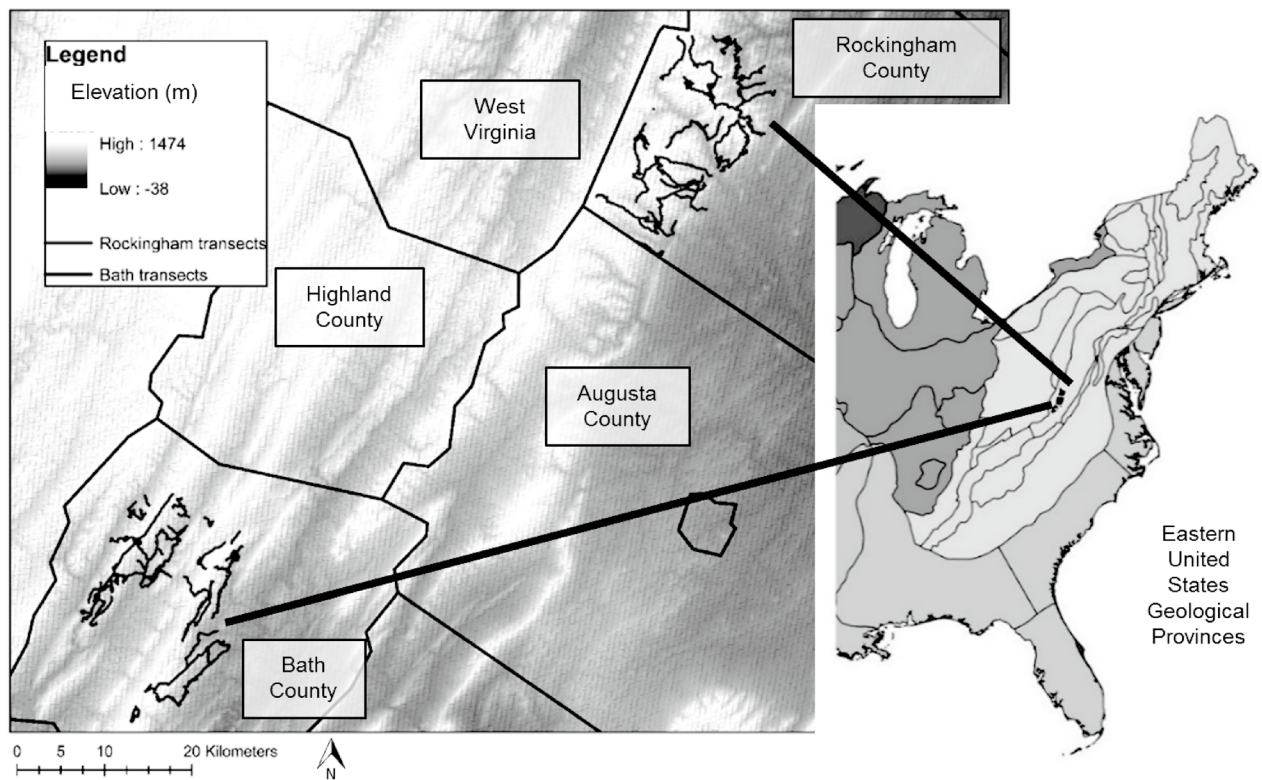 Legend
Elevation (m)
High : 1474
Low : -38
Rockingham transects
Bath transects
West
Virginia
Rockingham
County
Highland
County
Augusta
County
Bath
County
Eastern
United
States
Geological
Provinces
0 5 10 20 Kilometers
N